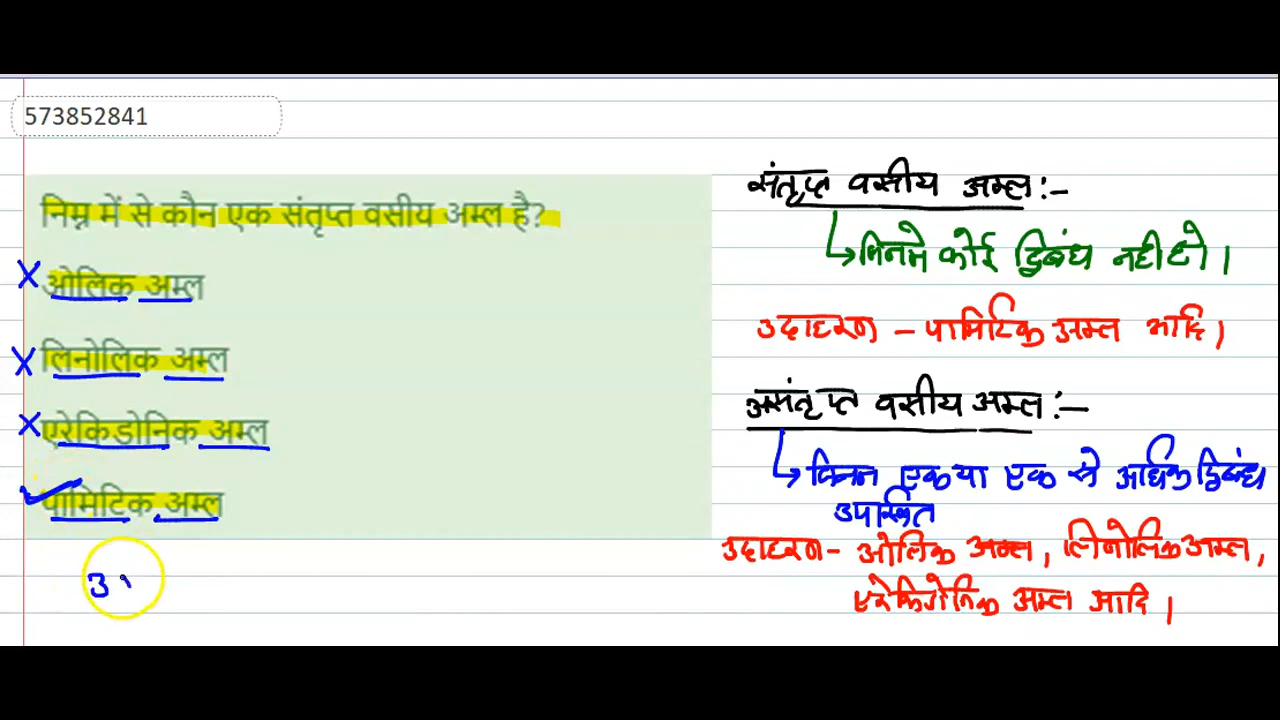 573852841
निम्न में से कौन एक संतृप्त वसीय अम्ल है?
ओलिक अम्ल
लिनोलिक अम्ल
एरेकिडोनिक अम्ल
पामिटिक अम्ल
संतृप्त वसीय अम्ल :-
जिनमे कोई द्विबंध नही हो।
उदाहरण - पामिटिक अम्ल आदि।
असंतृप्त वसीय अम्ल :-
जिनमे एक या एक से अधिक द्विबंध
उपस्थित
उदाहरण - ओलिक अम्ल, लिनोलिक अम्ल,
एरेकिडोनिक अम्ल आदि।